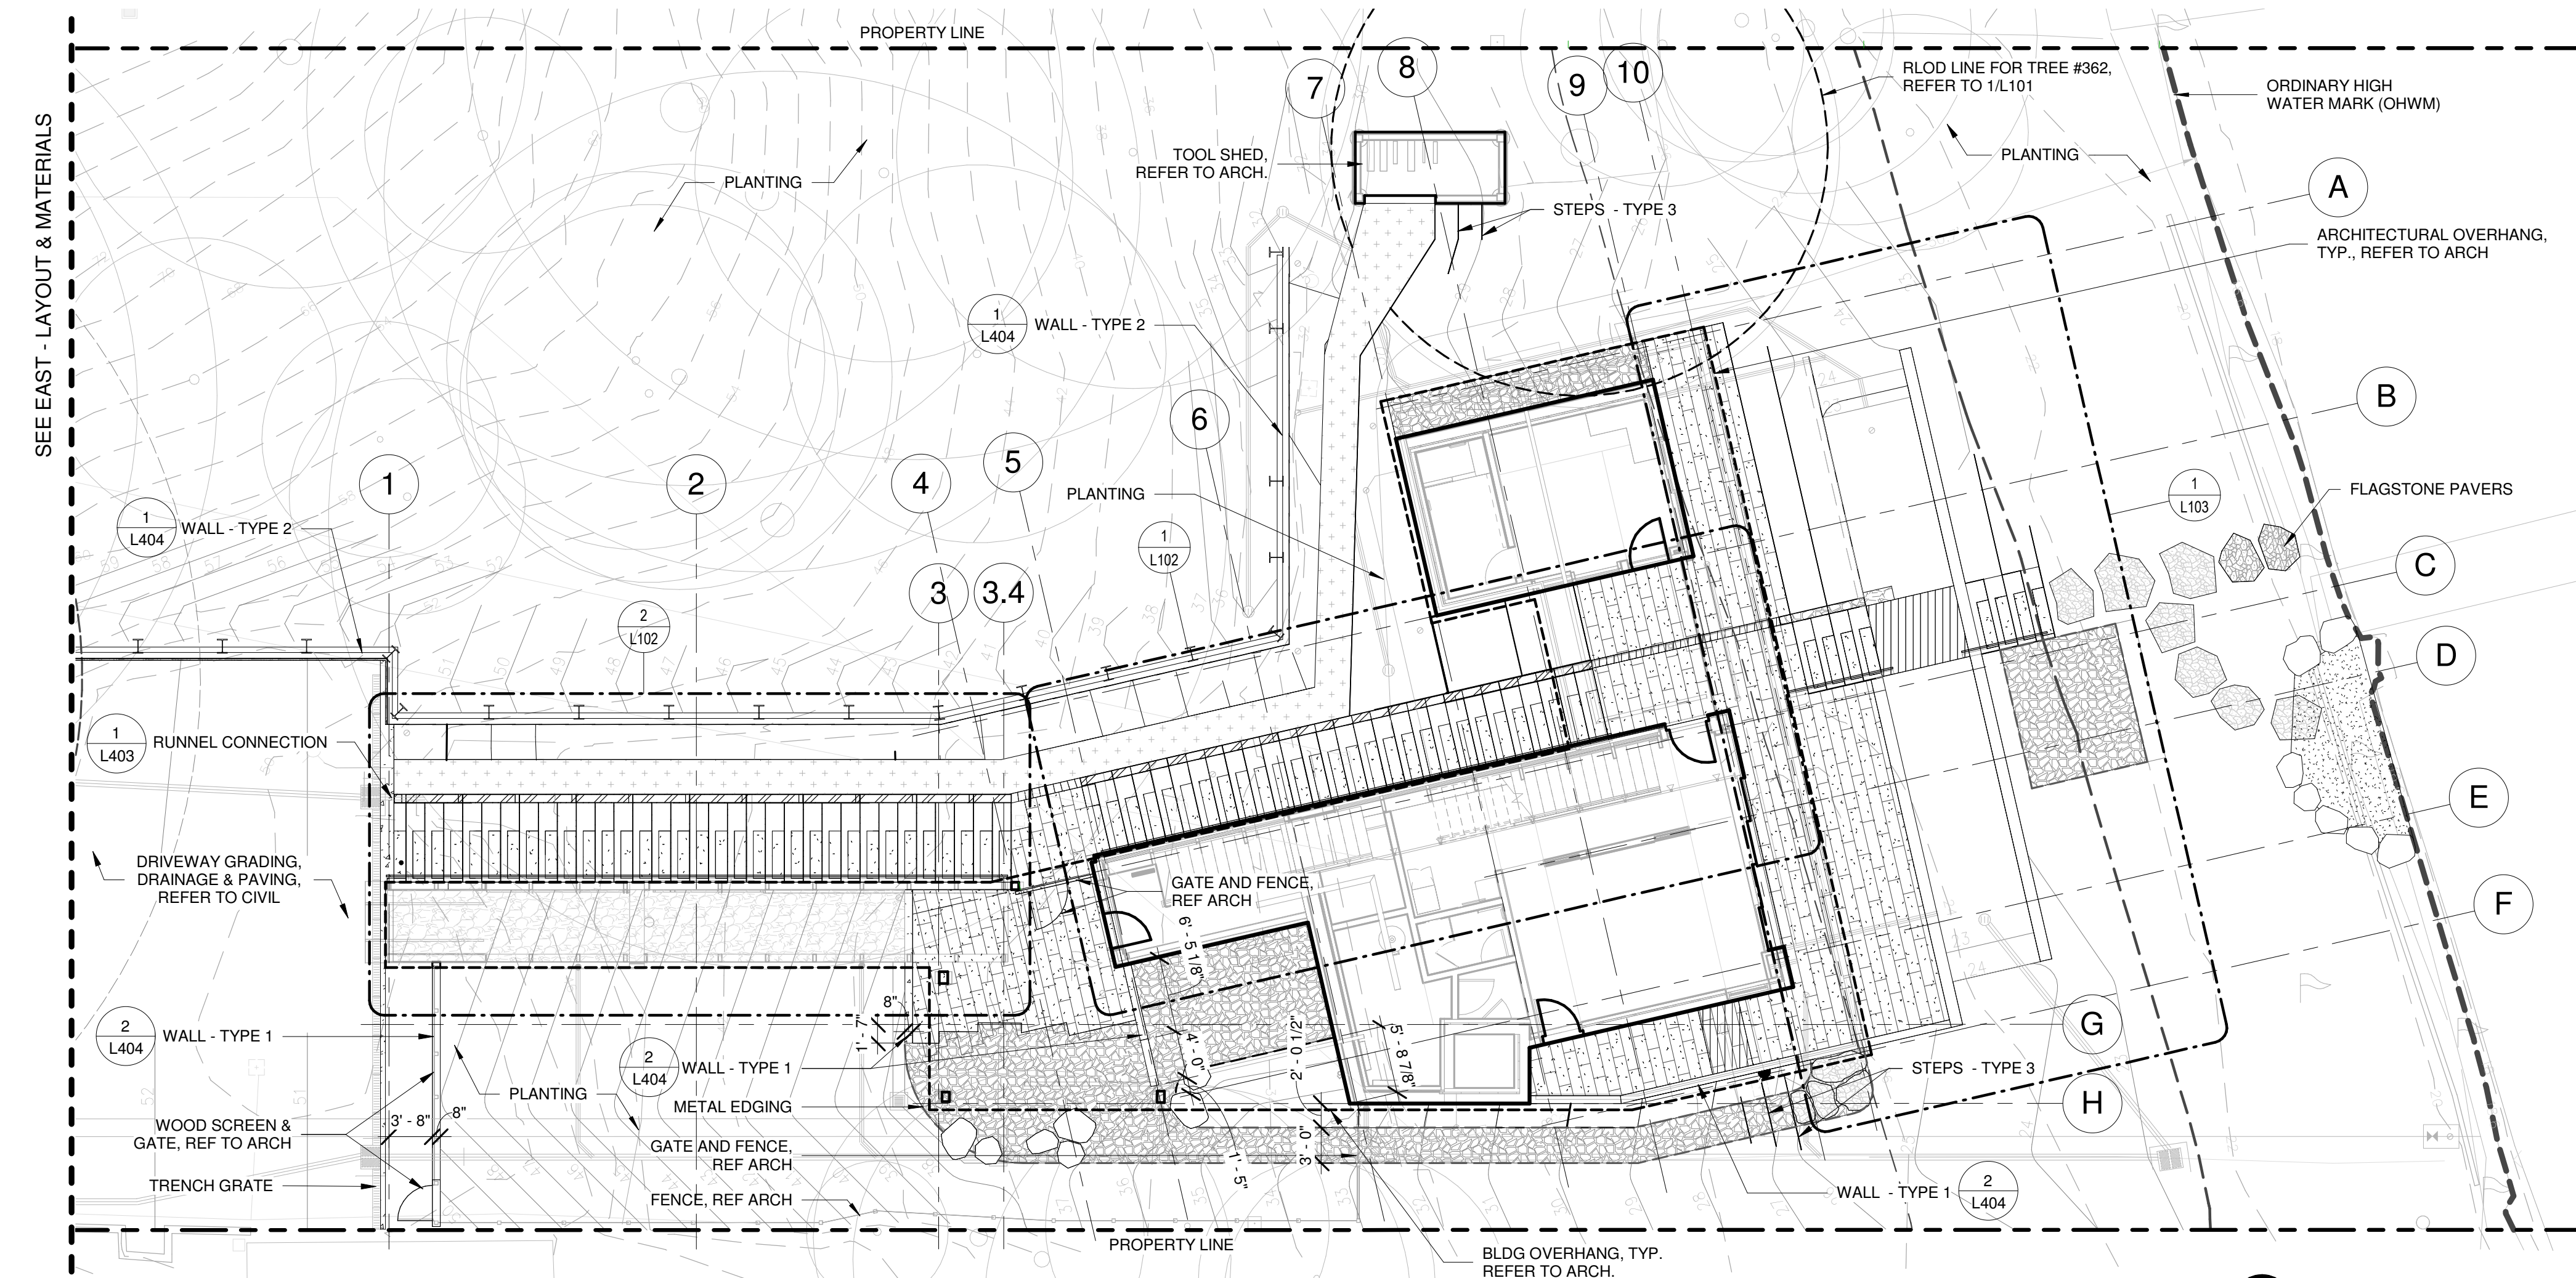 PROPERTY LINE
SEE EAST - LAYOUT & MATERIALS
7
8
9
10
RLOD LINE FOR TREE #362,
REFER TO 1/L101
ORDINARY HIGH
WATER MARK (OHWM)
TOOL SHED,
REFER TO ARCH.
PLANTING
PLANTING
STEPS - TYPE 3
A
ARCHITECTURAL OVERHANG,
TYP., REFER TO ARCH
1
L404
WALL - TYPE 2
B
6
1
2
4
5
PLANTING
1
L103
FLAGSTONE PAVERS
1
L404
WALL - TYPE 2
1
L102
C
3
3.4
2
L102
D
1
L403
RUNNEL CONNECTION
E
DRIVEWAY GRADING,
DRAINAGE & PAVING,
REFER TO CIVIL
GATE AND FENCE,
REF ARCH
F
6' - 5 1/8"
8"
1' - 7"
4' - 0"
2' - 0 1/2"
5' - 8 7/8"
G
2
L404
WALL - TYPE 1
2
L404
WALL - TYPE 1
STEPS - TYPE 3
PLANTING
METAL EDGING
H
3' - 8"
8"
WOOD SCREEN &
GATE, REF TO ARCH
GATE AND FENCE,
REF ARCH
1' - 5"
3' - 0"
TRENCH GRATE
FENCE, REF ARCH
WALL - TYPE 1
2
L404
PROPERTY LINE
BLDG OVERHANG, TYP.
REFER TO ARCH.